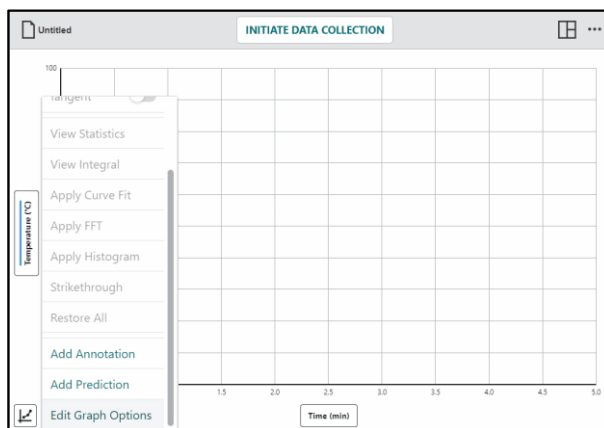 Untitled
INITIATE DATA COLLECTION
100
Tangent
View Statistics
View Integral
Apply Curve Fit
Apply FFT
Apply Histogram
Strikethrough
Restore All
Add Annotation
Add Prediction
Edit Graph Options
Temperature (°C)
1.5 2.0 2.5 3.0 3.5 4.0 4.5 5.0
Time (min)